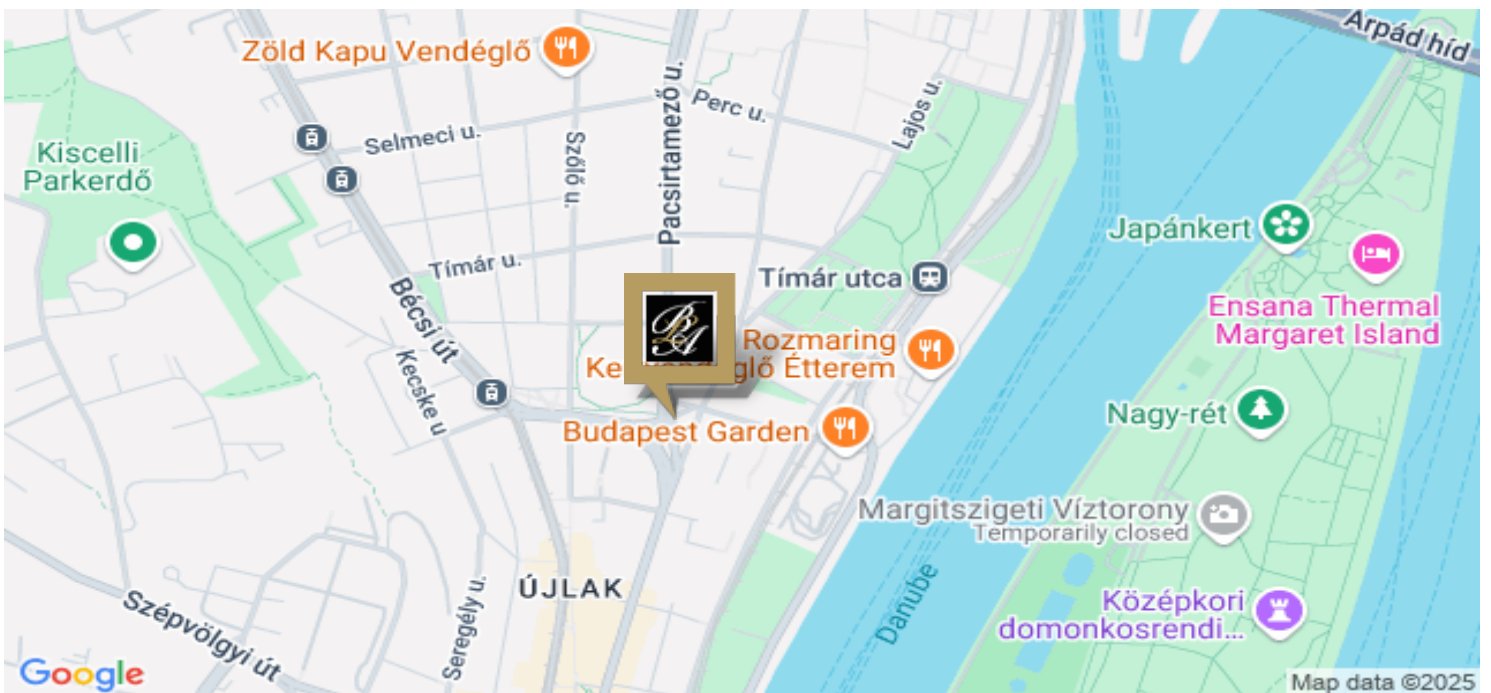 Árpád híd
Zöld Kapu Vendéglő
Pacsirtamező u.
Perc u.
Lajos u.
Selmeci u.
Szőlő u.
Kiscelli
Parkerdő
Japánkert
Tímár u.
Tímár utca
Ensana Thermal
Margaret Island
Bécsi út
Rozmaring
glő Étterem
Kecske u
Nagy-rét
Budapest Garden
Margitszigeti Víztorony
Temporarily closed
Danube
ÚJLAK
Seregély u.
Szépvölgyi út
Középkori
domonkosrendi...
Google
Map data ©2025